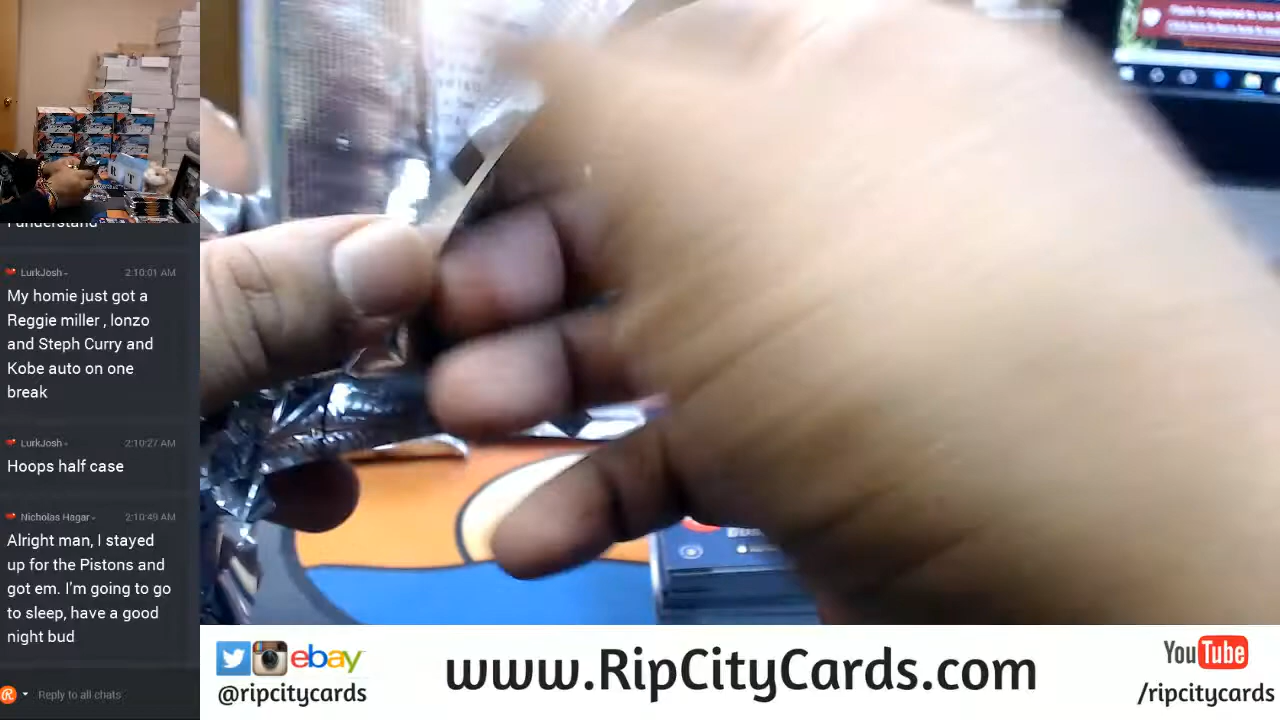 I understand
LurkJosh 2:10:01 AM
My homie just got a
Reggie miller , lonzo
and Steph Curry and
Kobe auto on one
break
LurkJosh 2:10:27 AM
Hoops half case
Nicholas Hagar 2:10:49 AM
Alright man, I stayed
up for the Pistons and
got em. I'm going to go
to sleep, have a good
night bud
Reply to all chats
ebay
@ripcitycards
www.RipCityCards.com
YouTube
/ripcitycards